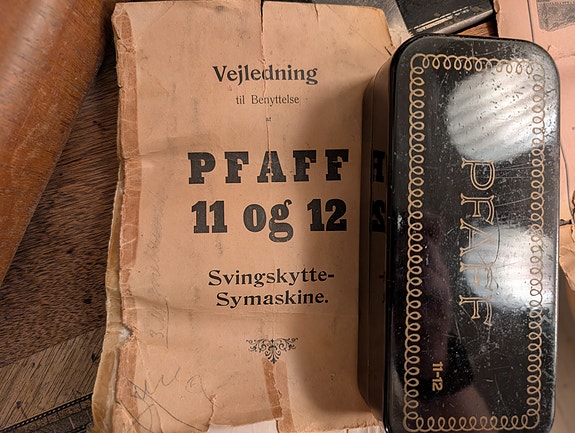 Vejledning
til Benyttelse
af
PFAFF
11 og 12
Svingskytte-
Symaskine.
PFAFF
11-12